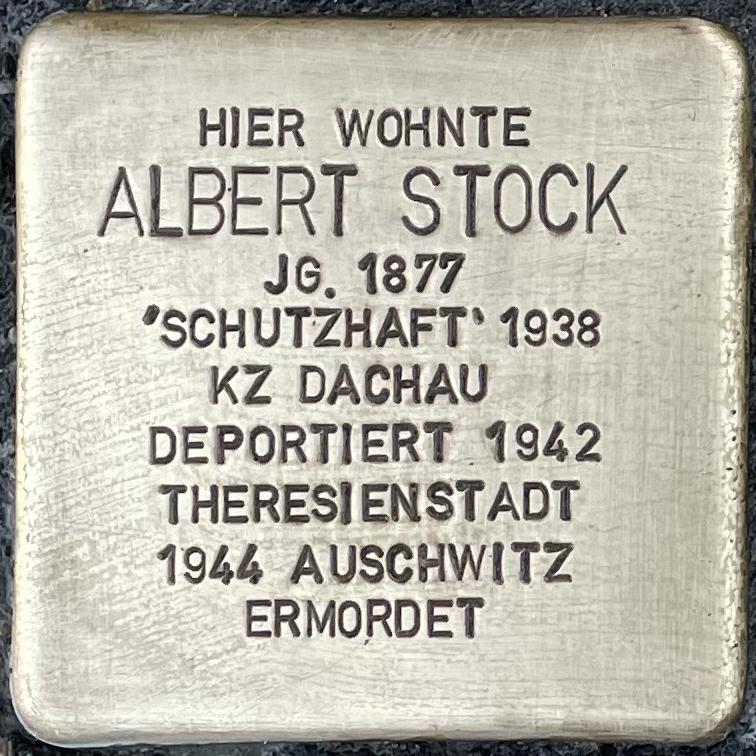 HIER WOHNTE
ALBERT STOCK
JG. 1877
'SCHUTZHAFT' 1938
KZ DACHAU
DEPORTIERT 1942
THERESIENSTADT
1944 AUSCHWITZ
ERMORDET